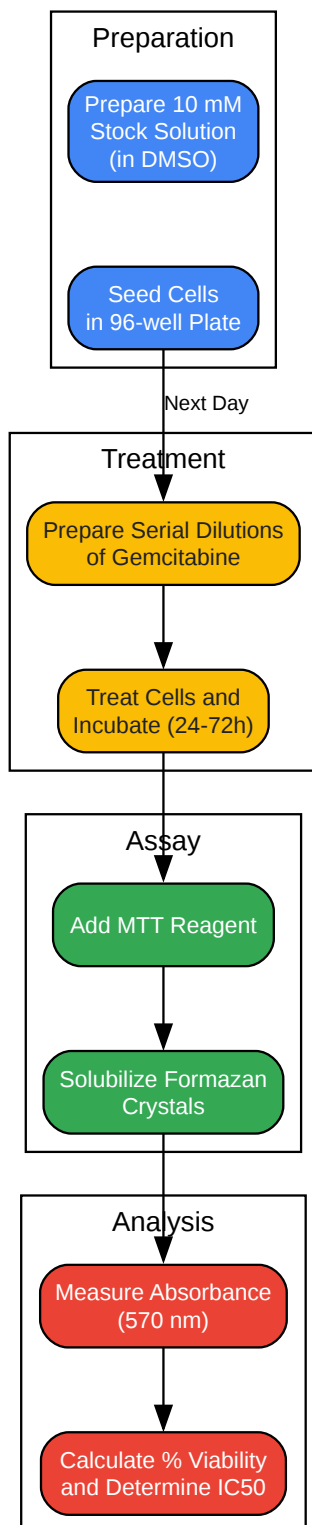 Preparation
Prepare 10 mM
Stock Solution
(in DMSO)
Seed Cells
in 96-well Plate
Next Day
Treatment
Prepare Serial Dilutions
of Gemcitabine
Treat Cells and
Incubate (24-72h)
Assay
Add MTT Reagent
Solubilize Formazan
Crystals
Analysis
Measure Absorbance
(570 nm)
Calculate % Viability
and Determine IC50